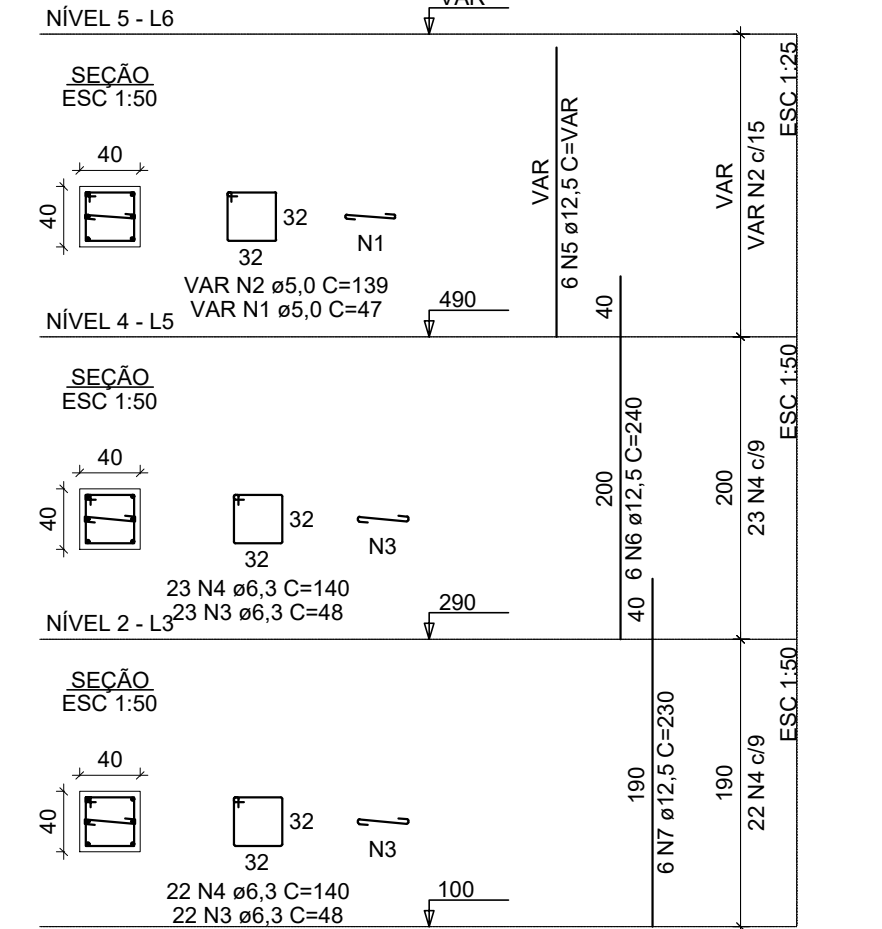 VAR
NÍVEL 5 - L6
SEÇÃO
ESC 1:50
40
40
32
32
N1
VAR N2 ø5,0 C=139
VAR N1 ø5,0 C=47
VAR
6 N5 ø12,5 C=VAR
VAR
VAR N2 c/15
ESC 1:25
490
NÍVEL 4 - L5
SEÇÃO
ESC 1:50
40
40
32
32
N3
23 N4 ø6,3 C=140
23 N3 ø6,3 C=48
40
200
6 N6 ø12,5 C=240
200
23 N4 c/9
ESC 1:50
290
NÍVEL 2 - L3
SEÇÃO
ESC 1:50
40
40
32
32
N3
22 N4 ø6,3 C=140
22 N3 ø6,3 C=48
40
190
6 N7 ø12,5 C=230
190
22 N4 c/9
ESC 1:50
100